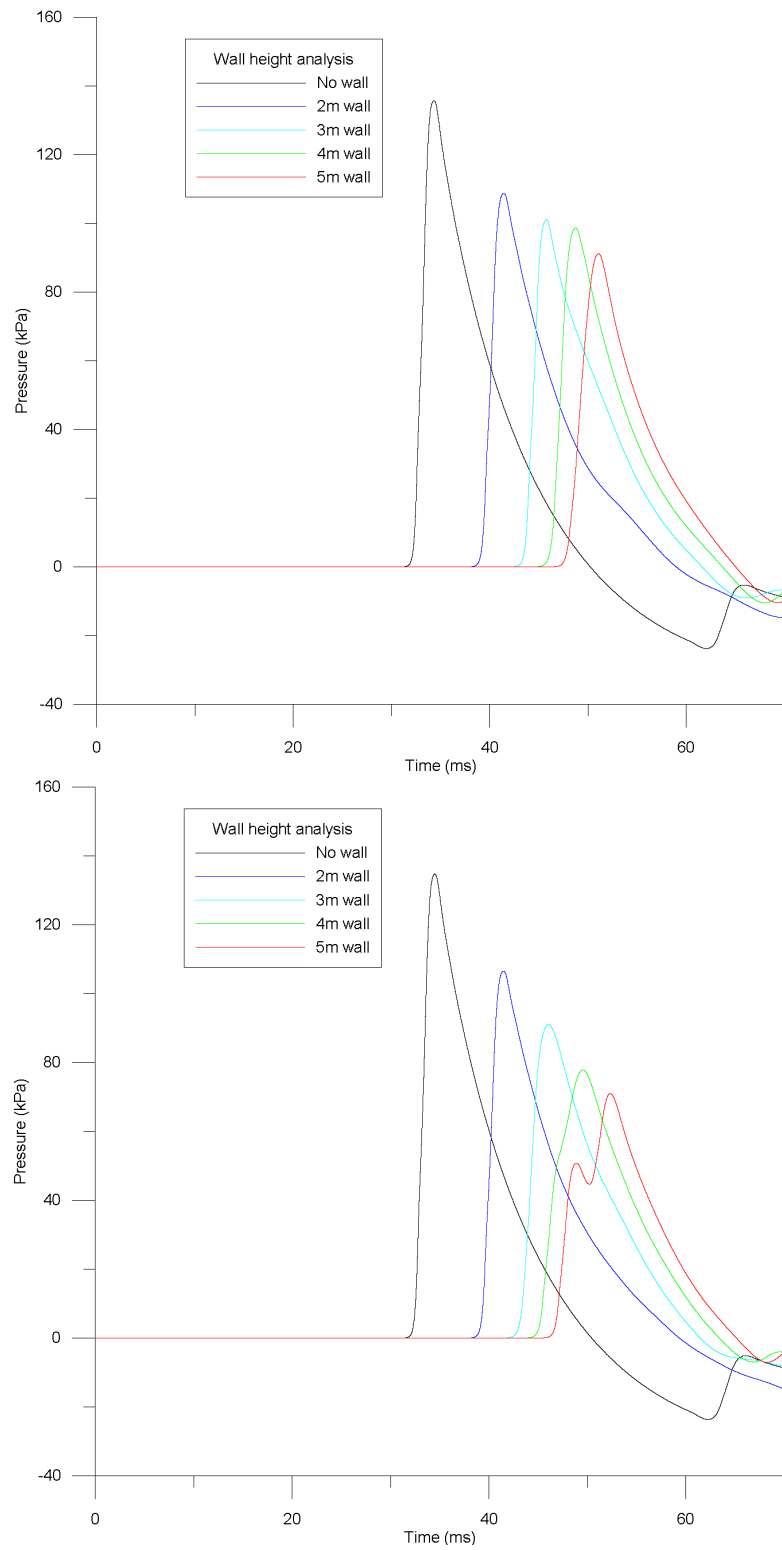 160
Wall height analysis
No wall
2m wall
3m wall
4m wall
5m wall
120
80
Pressure (kPa)
40
0
-40
0 20 40 60
Time (ms)
160
Wall height analysis
No wall
2m wall
3m wall
4m wall
5m wall
120
80
Pressure (kPa)
40
0
-40
0 20 40 60
Time (ms)